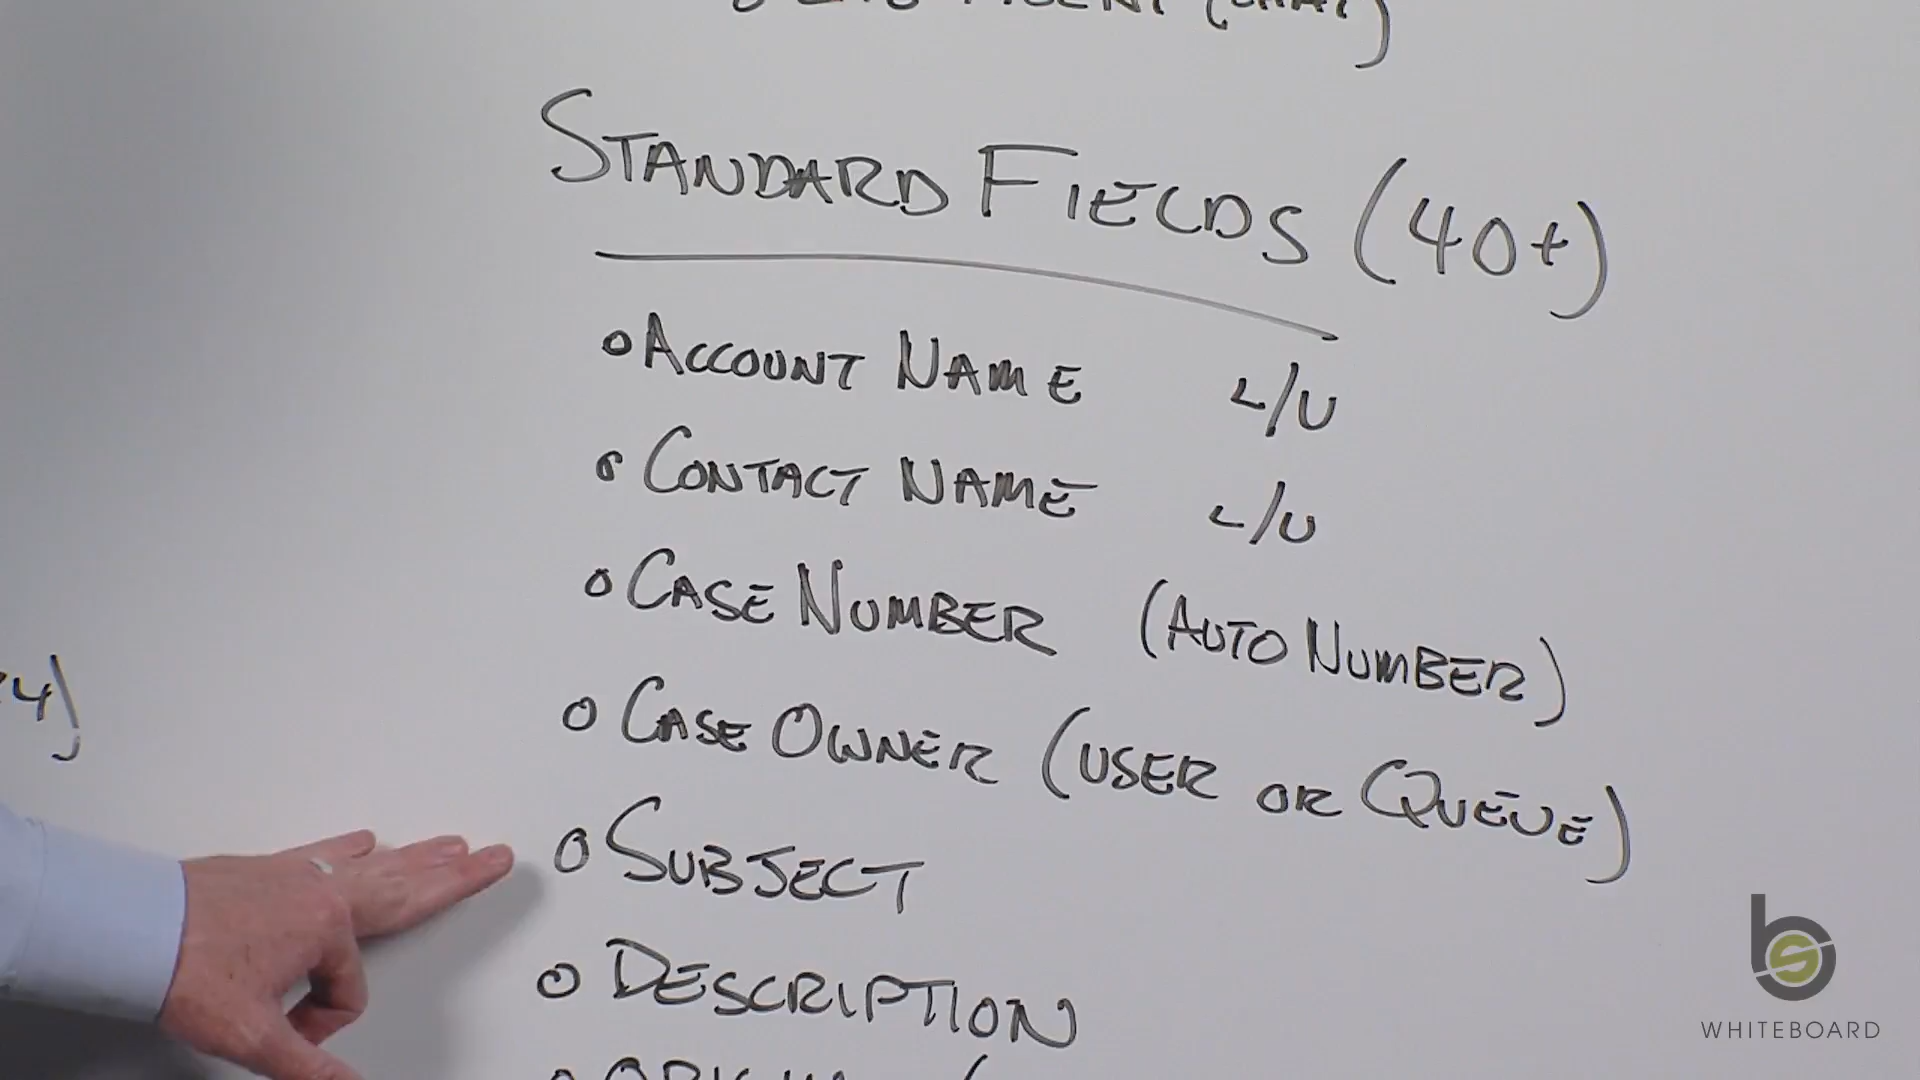 STANDARD FIELDS (40+)
o ACCOUNT NAME L/U
o CONTACT NAME L/U
o CASE NUMBER (AUTO NUMBER)
o CASE OWNER (USER OR QUEUE)
o SUBJECT
o DESCRIPTION
WHITEBOARD